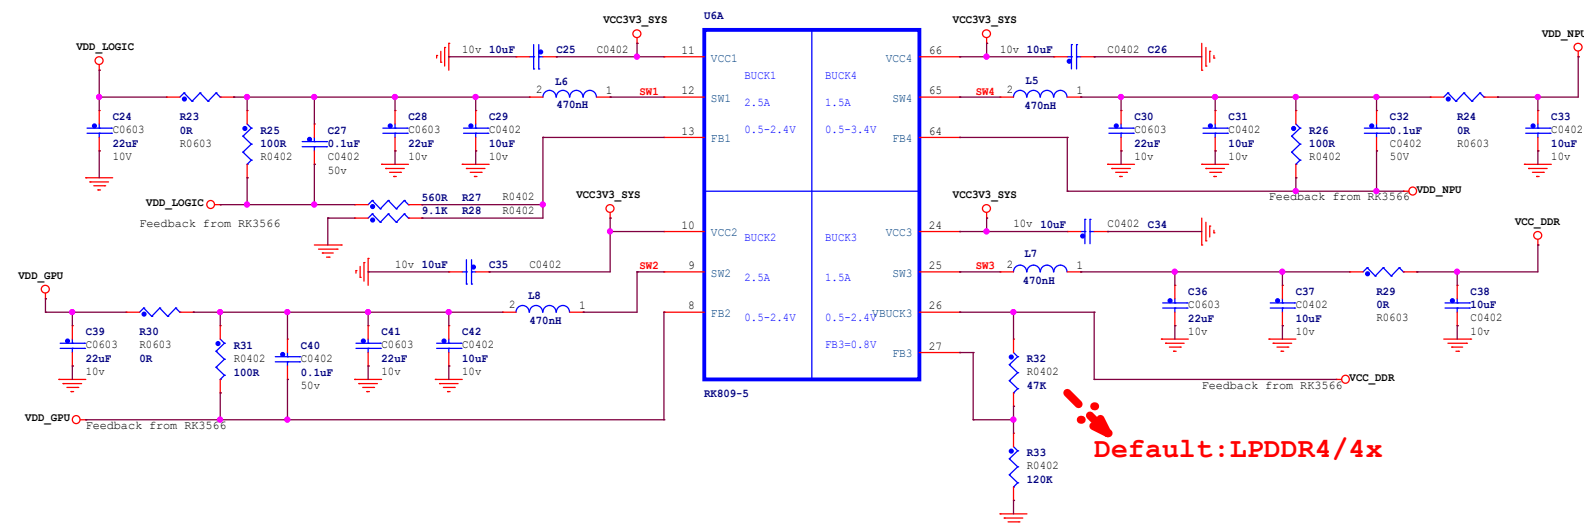 U6A
VCC3V3_SYS
VCC3V3_SYS
VDD_LOGIC
10v 10uF C25 C0402
11 VCC1
VCC4 66
10v 10uF C0402 C26
VDD_NPU
BUCK1
2.5A
0.5-2.4V
BUCK4
1.5A
0.5-3.4V
L6
2 1
470nH
SW1 12 SW1
SW4 65 SW4
L5
2 1
470nH
C24
C0603
22uF
10V
R23
0R
R0603
R25
100R
R0402
C27
0.1uF
C0402
50v
C28
C0603
22uF
10v
C29
C0402
10uF
10v
13 FB1
FB4 64
C30
C0603
22uF
10v
C31
C0402
10uF
10v
R26
100R
R0402
C32
0.1uF
C0402
50V
R24
0R
R0603
C33
C0402
10uF
10v
VDD_LOGIC
Feedback from RK3566
560R R27 R0402
9.1K R28 R0402
VDD_NPU
Feedback from RK3566
VCC3V3_SYS
VCC3V3_SYS
10 VCC2
VCC3 24
10v 10uF C0402 C34
VCC_DDR
BUCK2
2.5A
0.5-2.4V
BUCK3
1.5A
0.5-2.4V
FB3=0.8V
10v 10uF C35 C0402
SW2 9 SW2
SW3 25 SW3
L7
2 1
470nH
VDD_GPU
L8
2 1
470nH
8 FB2
VBUCK3 26
FB3 27
C36
C0603
22uF
10v
C37
C0402
10uF
10v
R29
0R
R0603
C38
10uF
C0402
10v
C39
C0603
22uF
10v
R30
R0603
0R
R31
R0402
100R
C40
C0402
0.1uF
50v
C41
C0603
22uF
10v
C42
C0402
10uF
10v
R32
R0402
47K
VCC_DDR
Feedback from RK3566
RK809-5
VDD_GPU
Feedback from RK3566
Default:LPDDR4/4x
R33
R0402
120K